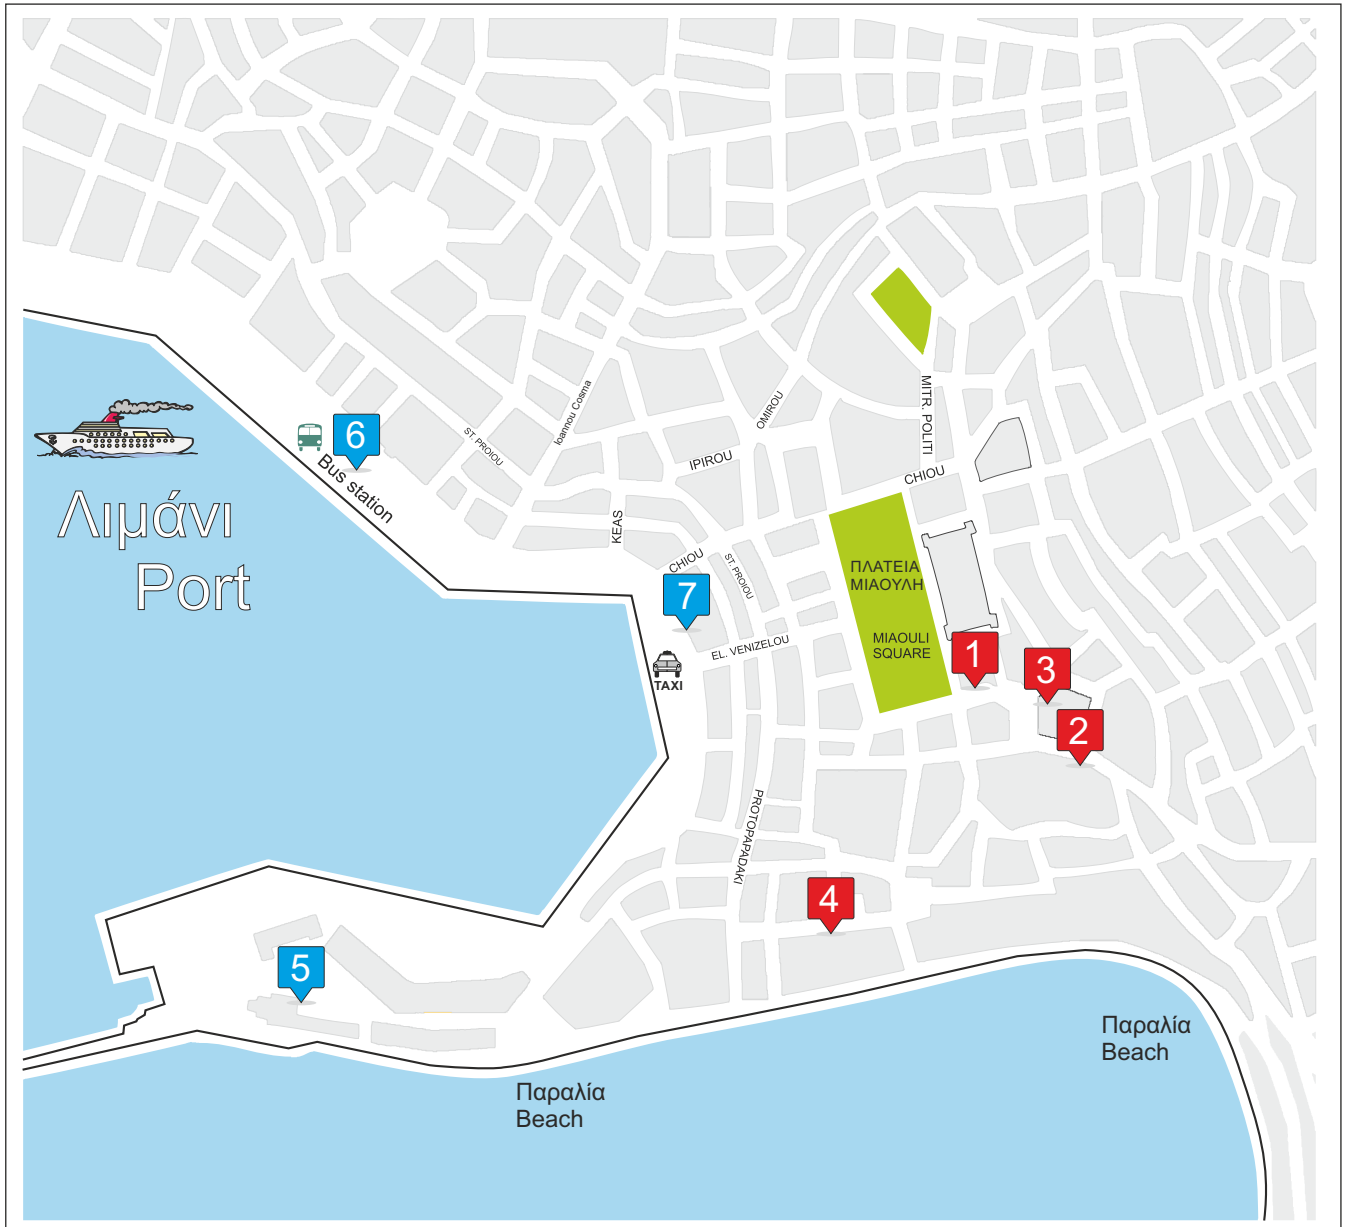 MITR. POLITI
Ioannou Cosma
OMIROU
6
ST. PROIOU
IPIROU
CHIOU
Bus station
Λιμάνι
Port
KEAS
CHIOU
ST. PROIOU
7
ΠΛΑΤΕΙΑ
ΜΙΑΟΥΛΗ
MIAOULI
SQUARE
EL. VENIZELOU
TAXI
1
3
2
PROTOPAPADAKI
4
5
Παραλία
Beach
Παραλία
Beach